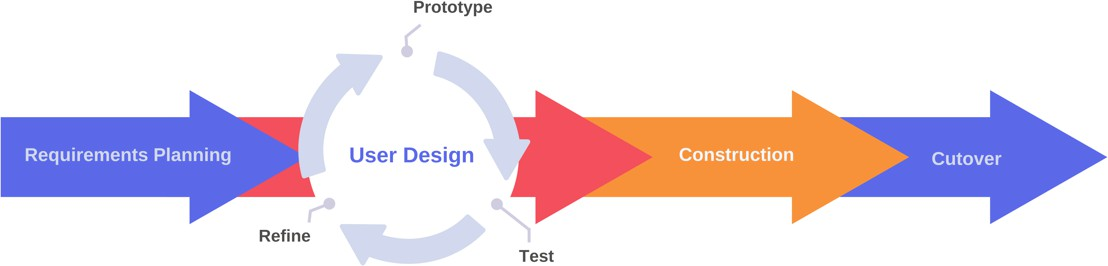 Prototype
Requirements Planning
User Design
Construction
Cutover
Refine
Test